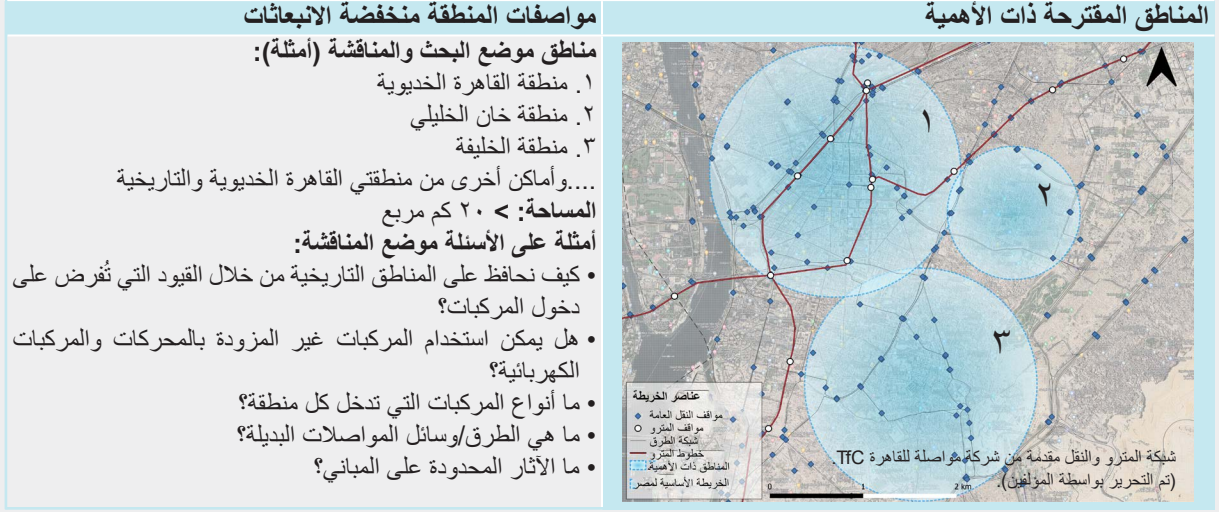 المناطق المقترحة ذات الأهمية
مواصفات المنطقة منخفضة الانبعاثات
١
٢
٣
عناصر الخريطة
مواقف النقل العامة
مواقف المترو
شبكة الطرق
خطوط المترو
المناطق ذات الأهمية
الخريطة الأساسية لمصر
شبكة المترو والنقل مقدمة من شركة مواصلة للقاهرة TfC.
(تم التحرير بواسطة المؤلفين).
0 1 2 km
مناطق موضع البحث والمناقشة (أمثلة):
١. منطقة القاهرة الخديوية
٢. منطقة خان الخليلي
٣. منطقة الخليفة
....وأماكن أخرى من منطقتي القاهرة الخديوية والتاريخية
المساحة: > ٢٠ كم مربع
أمثلة على الأسئلة موضع المناقشة:
• كيف نحافظ على المناطق التاريخية من خلال القيود التي تُفرض على
دخول المركبات؟
• هل يمكن استخدام المركبات غير المزودة بالمحركات والمركبات
الكهربائية؟
• ما أنواع المركبات التي تدخل كل منطقة؟
• ما هي الطرق/وسائل المواصلات البديلة؟
• ما الآثار المحدودة على المباني؟